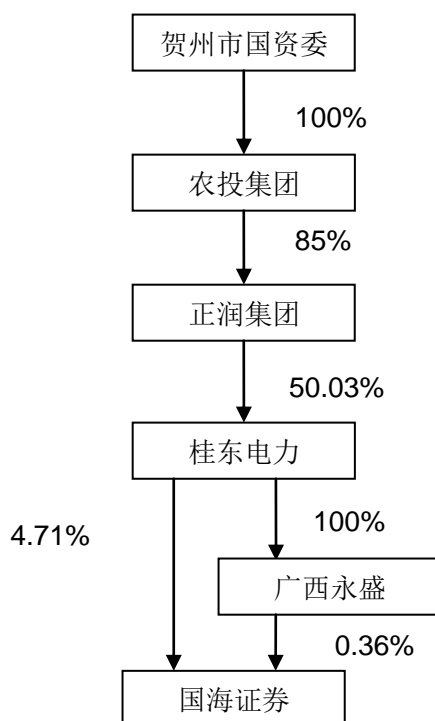 贺州市国资委
100%
农投集团
85%
正润集团
50.03%
桂东电力
4.71%
100%
广西永盛
0.36%
国海证券